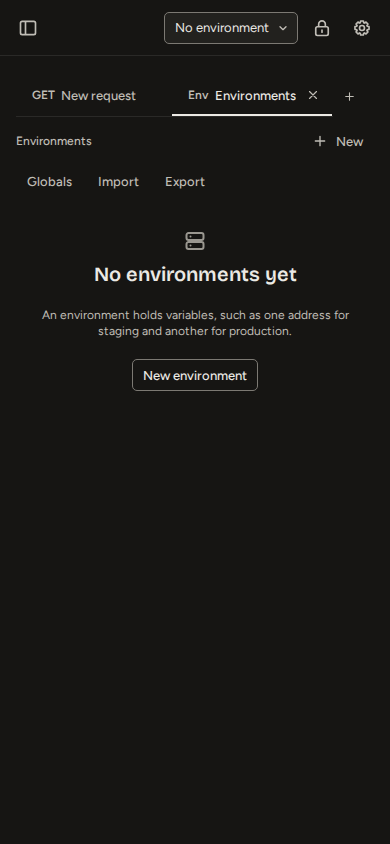 No environment
GET New request
Env Environments
Environments
New
Globals Import Export
No environments yet
An environment holds variables, such as one address for
staging and another for production.
New environment